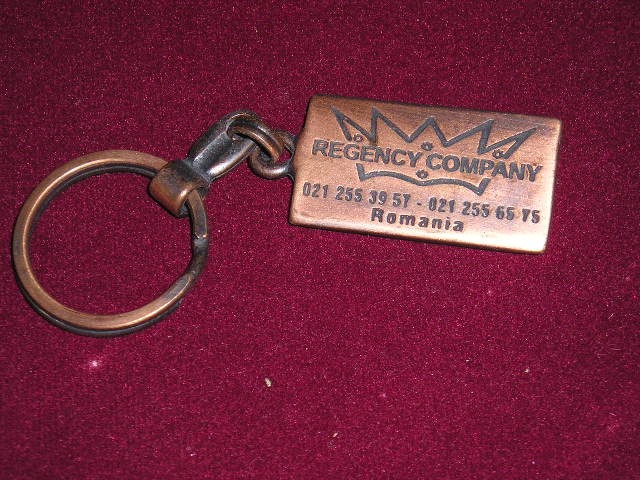 REGENCY COMPANY
021 255 39 57 - 021 255 65 75
Romania